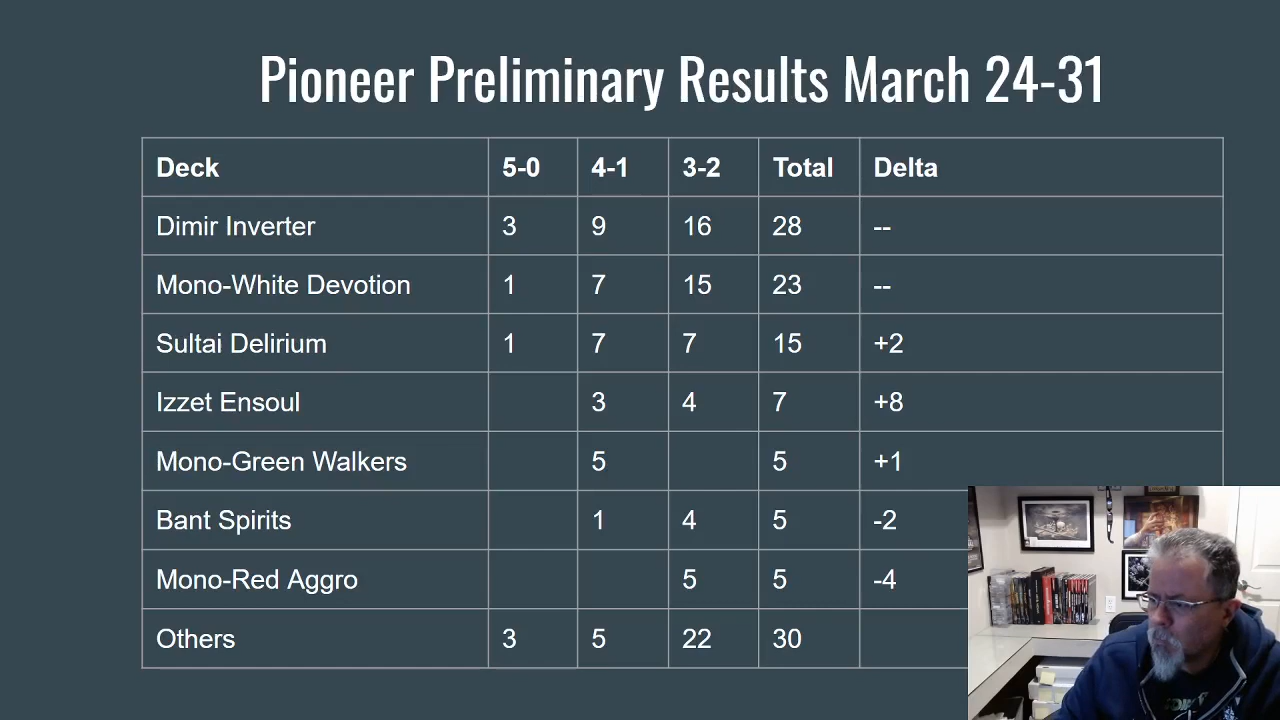 Pioneer Preliminary Results March 24-31
Deck 5-0 4-1 3-2 Total Delta
Dimir Inverter 3 9 16 28 --
Mono-White Devotion 1 7 15 23 --
Sultai Delirium 1 7 7 15 +2
Izzet Ensoul 3 4 7 +8
Mono-Green Walkers 5 5 +1
Bant Spirits 1 4 5 -2
Mono-Red Aggro 5 5 -4
Others 3 5 22 30